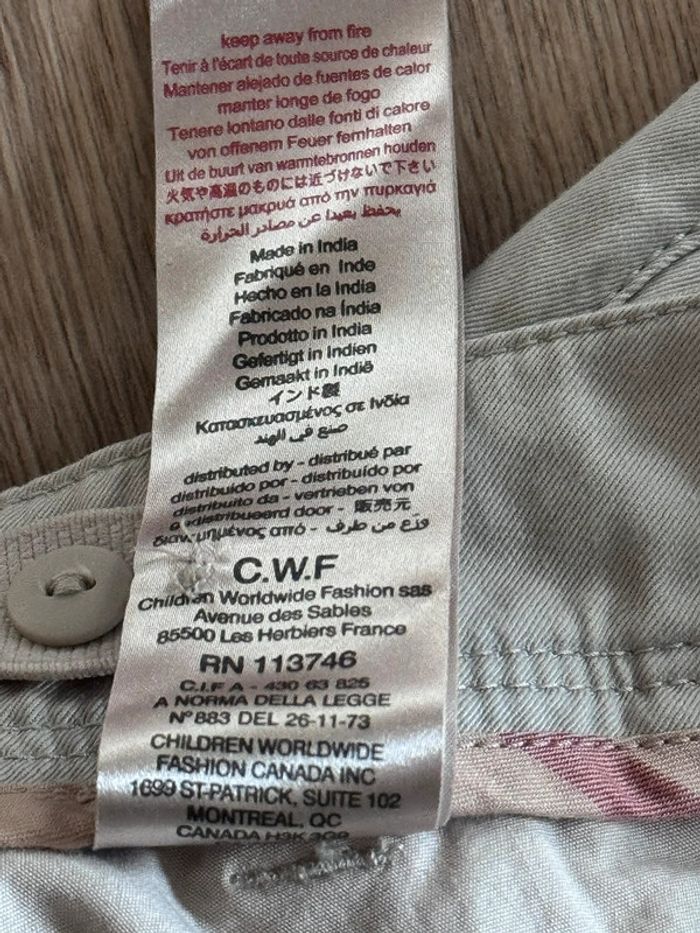 keep away from fire
Tenir à l'écart de toute source de chaleur
Mantener alejado de fuentes de calor
manter longe de fogo
Tenere lontano dalle fonti di calore
von offenem Feuer fernhalten
Uit de buurt van warmtebronnen houden
火気や高温のものには近づけないで下さい
κρατήστε μακρυά από την πυρκαγιά
يحفظ بعيدا عن مصادر الحرارة
Made in India
Fabriqué en Inde
Hecho en la India
Fabricado na Índia
Prodotto in India
Gefertigt in Indien
Gemaakt in Indië
インド製
Κατασκευασμένος σε Ινδία
صنع في الهند
distributed by - distribué par
distribuido por - distribuído por
distribuito da - vertrieben von
distribueerd door - 販売元
από - وزّع من طرف
C.W.F
Children Worldwide Fashion sas
Avenue des Sables
85500 Les Herbiers France
RN 113746
C.I.F A - 430 63 825
A NORMA DELLA LEGGE
N°883 DEL 26-11-73
CHILDREN WORLDWIDE
FASHION CANADA INC
1699 ST-PATRICK, SUITE 102
MONTREAL, QC
CANADA H3K 3G9